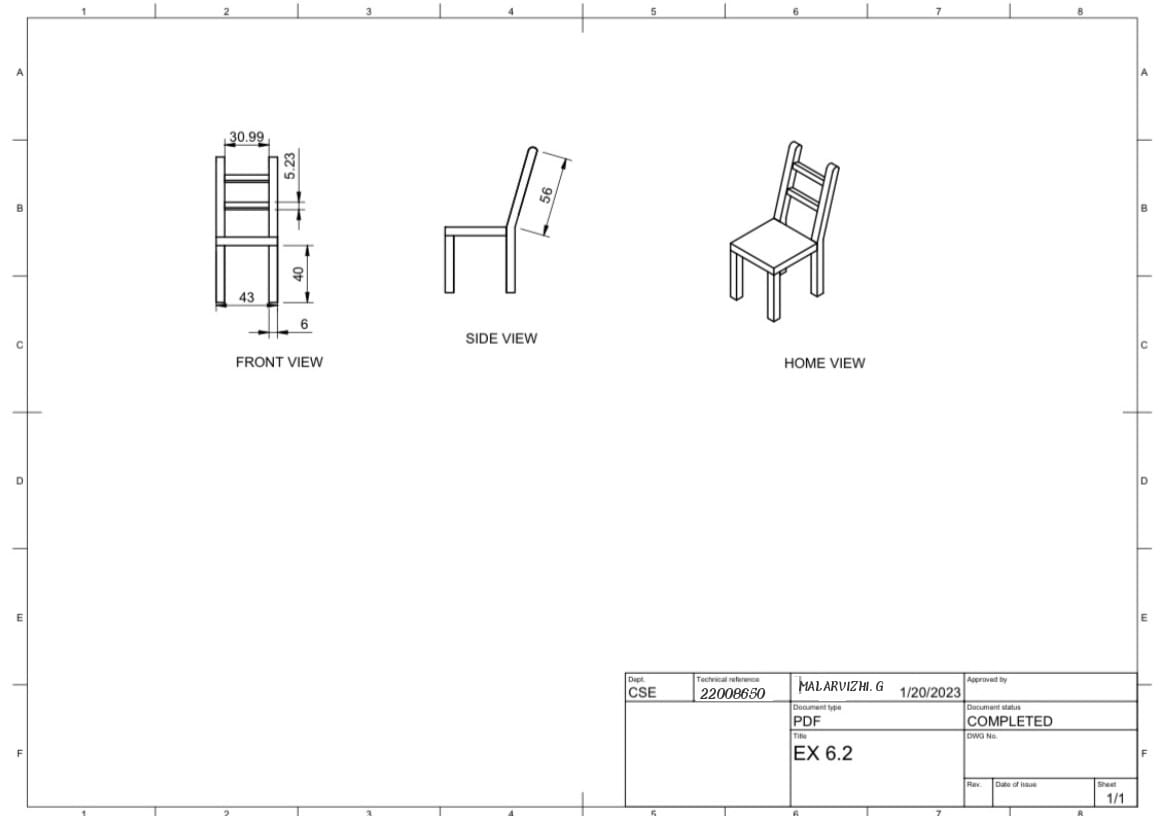 1 2 3 4 5 6 7 8
A A
30.99
5.23
56
B B
40
43
6
SIDE VIEW
C C
FRONT VIEW
HOME VIEW
D D
E E
Dept. Technical reference Approved by
CSE 22008650 MALARVIZHI.G 1/20/2023
Document type Document status
PDF COMPLETED
Title DWG No.
EX 6.2
F F
Rev. Date of issue Sheet
1/1
1 2 3 4 5 6 7 8